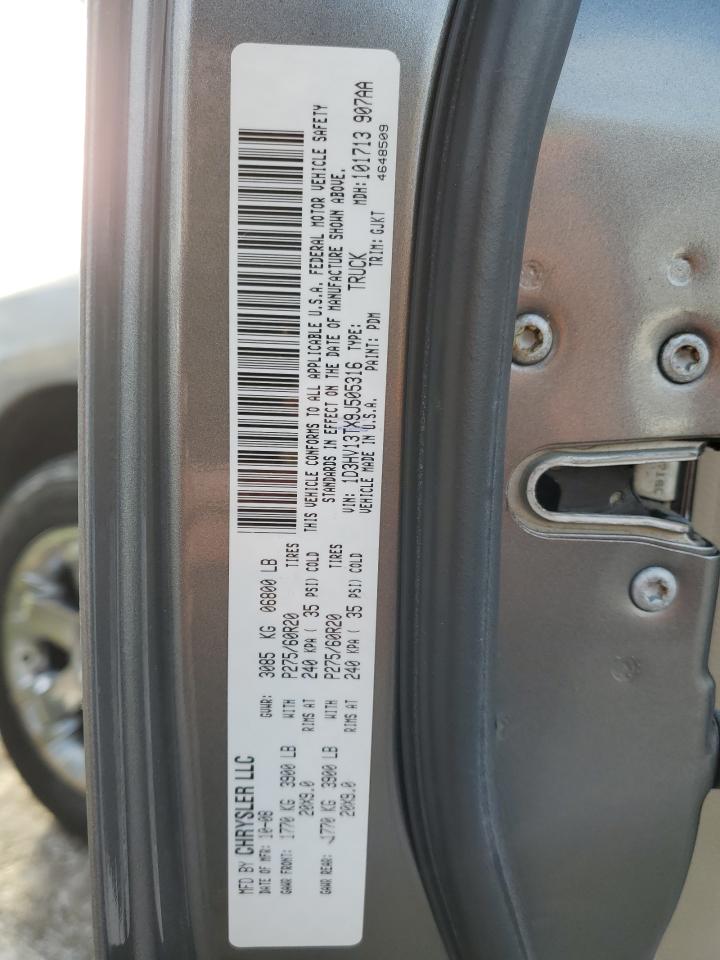 MFD BY CHRYSLER LLC
DATE OF MFR: 10-08 GVWR: 3085 KG 06800 LB
GAWR FRONT: 1770 KG 3900 LB WITH P275/60R20 TIRES
20X9.0 RIMS AT 240 KPA ( 35 PSI) COLD
GAWR REAR: 1770 KG 3900 LB WITH P275/60R20 TIRES
20X9.0 RIMS AT 240 KPA ( 35 PSI) COLD
THIS VEHICLE CONFORMS TO ALL APPLICABLE U.S.A. FEDERAL MOTOR VEHICLE SAFETY
STANDARDS IN EFFECT ON THE DATE OF MANUFACTURE SHOWN ABOVE.
VIN: 1D3HV13TX9J505316 TYPE: TRUCK MDH: 101713 907AA
VEHICLE MADE IN U.S.A. PAINT: PDM TRIM: GJKT
4648509